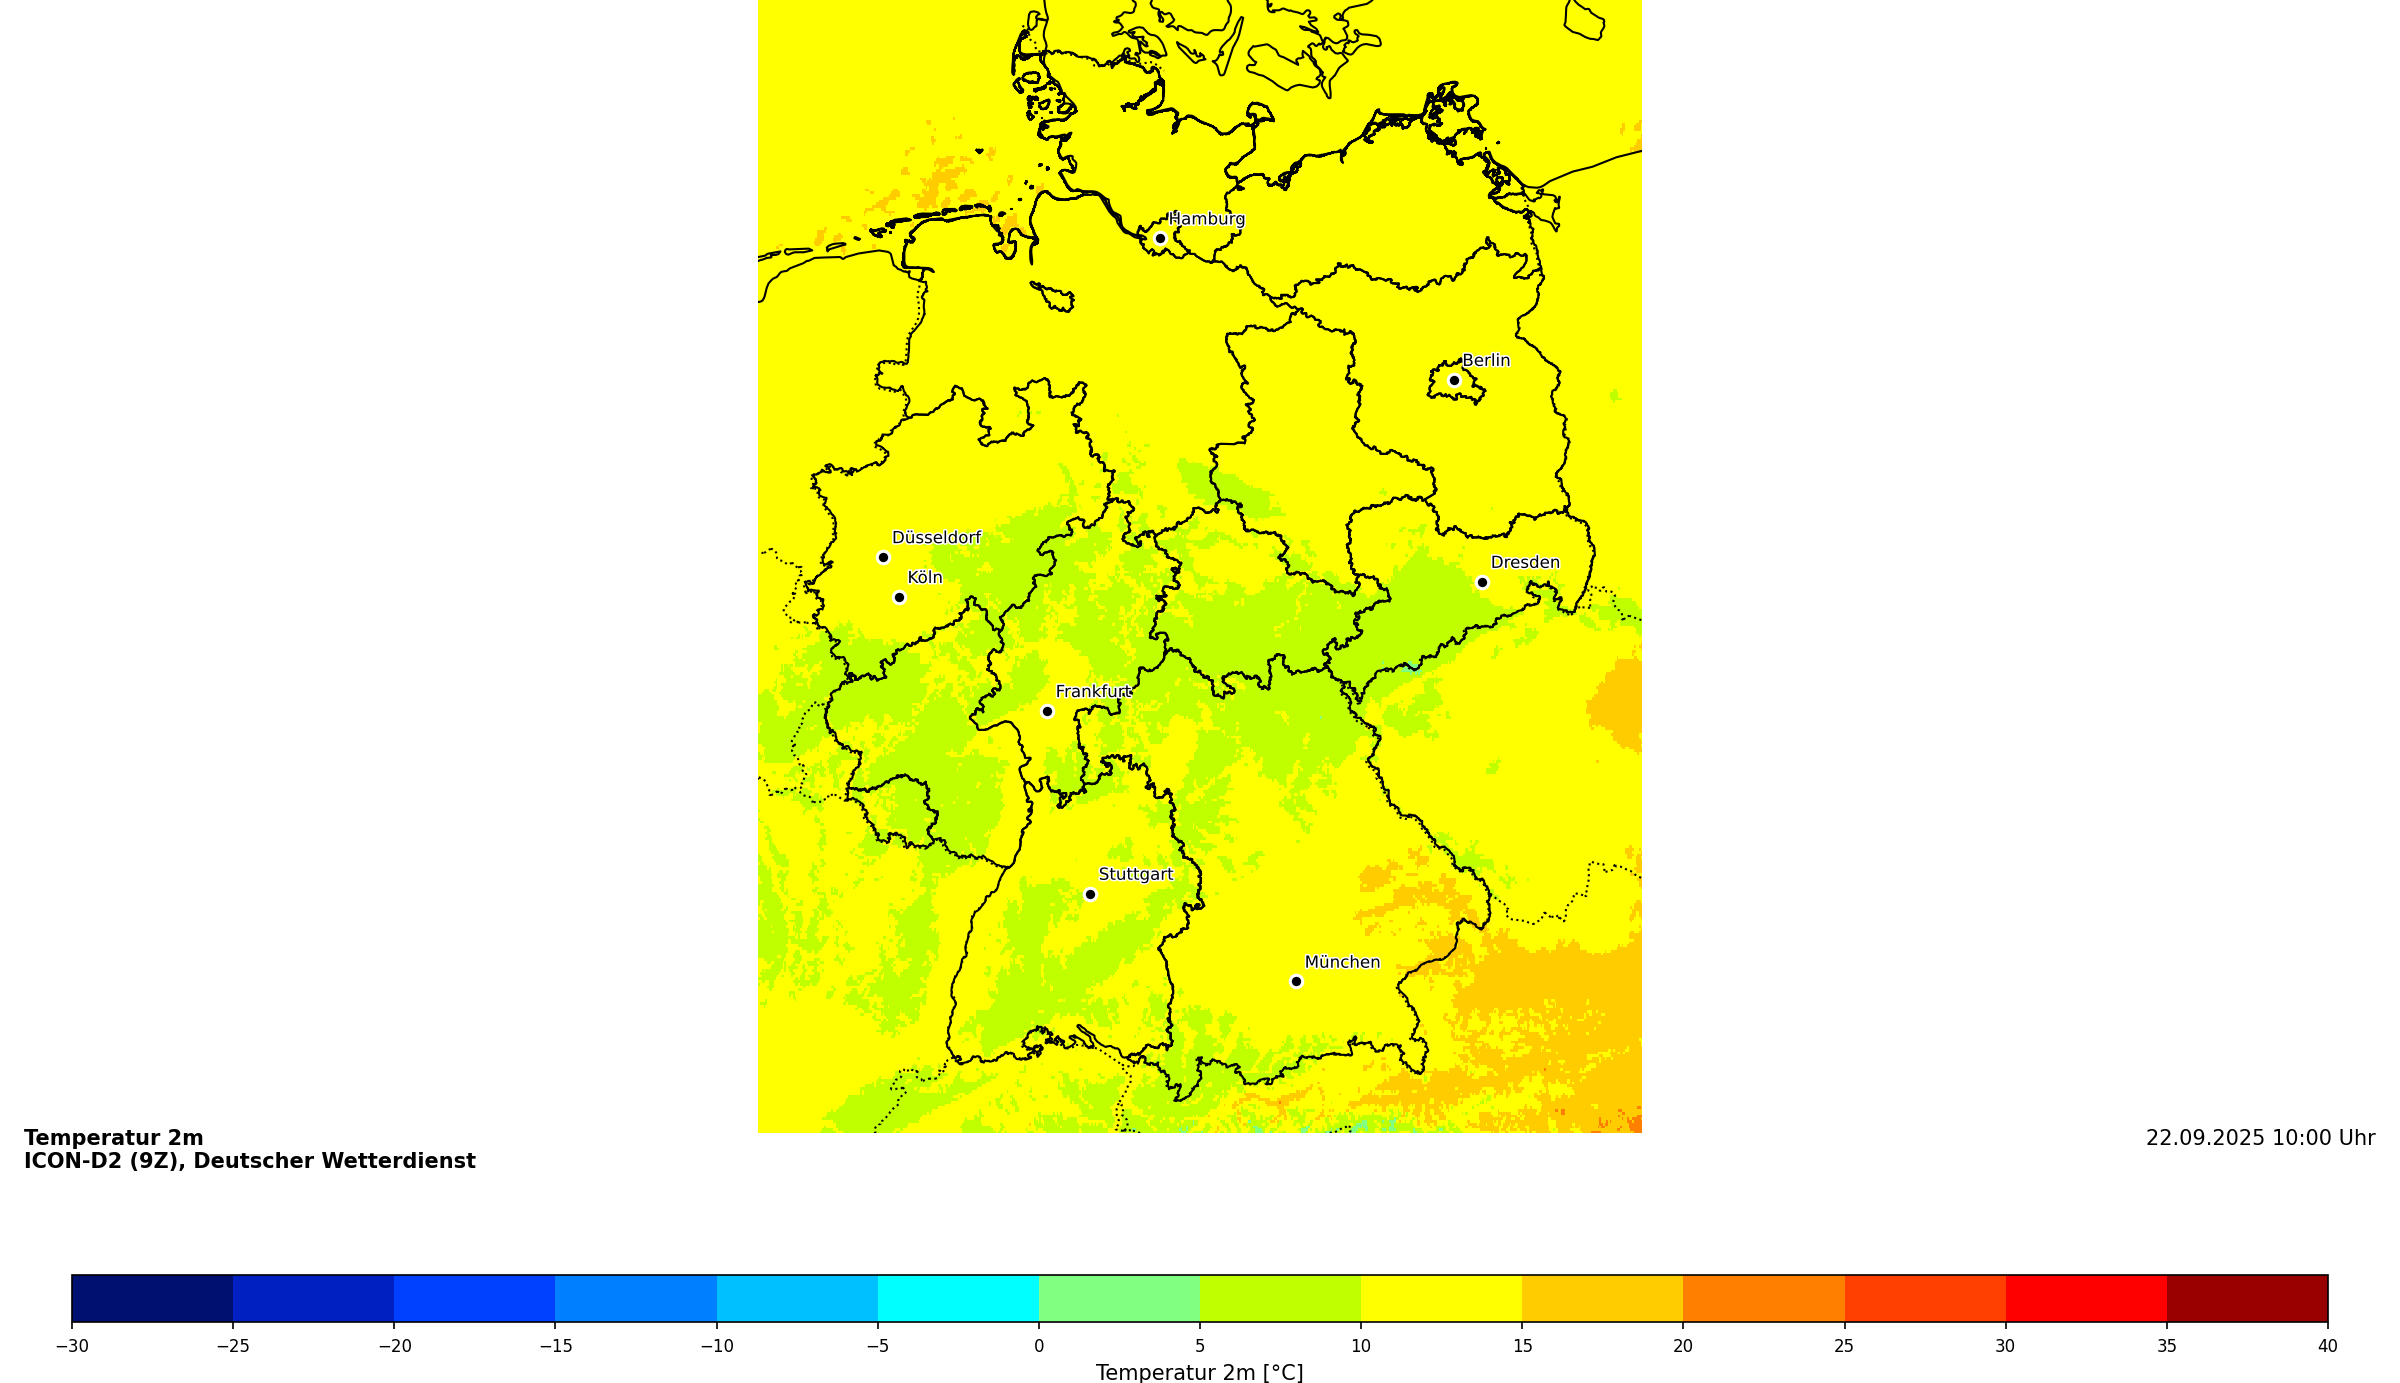 Hamburg
Berlin
Düsseldorf
Dresden
Köln
Frankfurt
Stuttgart
München
Temperatur 2m
22.09.2025 10:00 Uhr
ICON-D2 (9Z), Deutscher Wetterdienst
−30 −25 −20 −15 −10 −5 0 5 10 15 20 25 30 35 40
Temperatur 2m [°C]